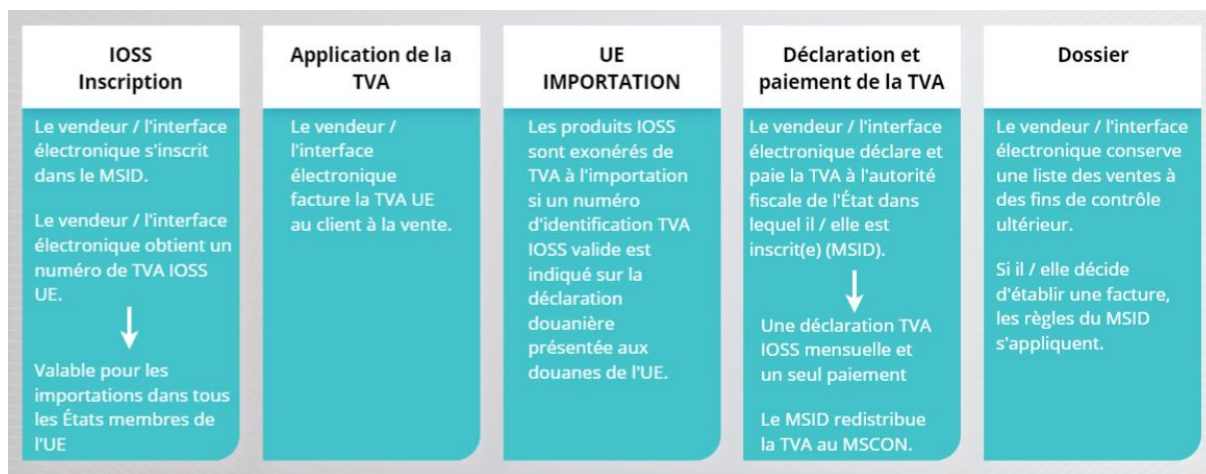 IOSS
Inscription
Le vendeur / l'interface
électronique s'inscrit
dans le MSID.
Le vendeur / l'interface
électronique obtient un
numéro de TVA IOSS
UE.
Valable pour les
importations dans tous
les États membres de
l'UE
Application de la
TVA
Le vendeur /
l'interface
électronique
facture la TVA UE
au client à la vente.
UE
IMPORTATION
Les produits IOSS
sont exonérés de
TVA à l'importation
si un numéro
d'identification TVA
IOSS valide est
indiqué sur la
déclaration
douanière
présentée aux
douanes de l'UE.
Déclaration et
paiement de la TVA
Le vendeur / l'interface
électronique déclare et
paie la TVA à l'autorité
fiscale de l'État dans
lequel il / elle est
inscrit(e) (MSID).
Une déclaration TVA
IOSS mensuelle et
un seul paiement
Le MSID redistribue
la TVA au MSCON.
Dossier
Le vendeur / l'interface
électronique conserve
une liste des ventes à
des fins de contrôle
ultérieur.
Si il / elle décide
d'établir une facture,
les règles du MSID
s'appliquent.